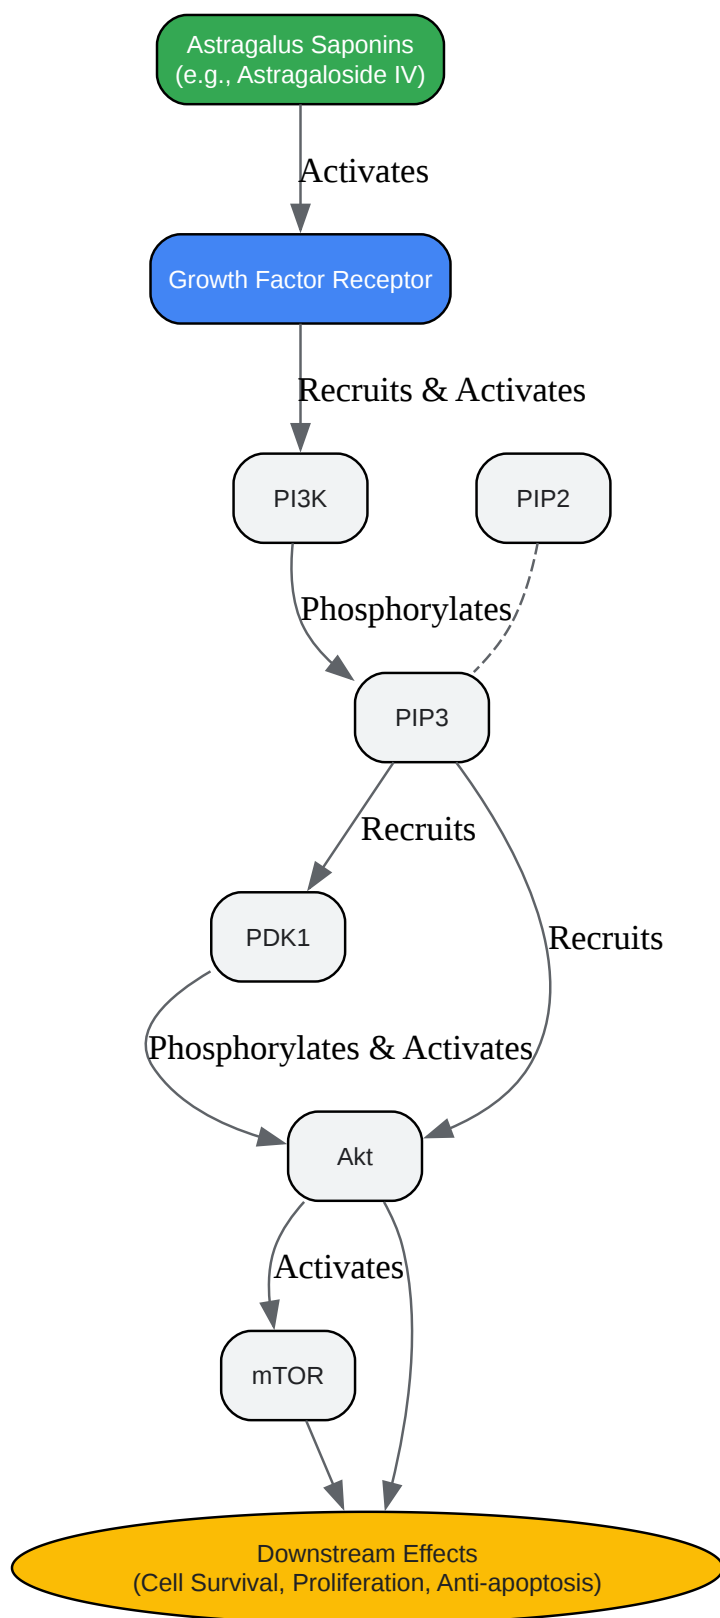 Astragalus Saponins
(e.g., Astragaloside IV)
Activates
Growth Factor Receptor
Recruits & Activates
PI3K
PIP2
Phosphorylates
PIP3
Recruits
PDK1
Recruits
Phosphorylates & Activates
Akt
Activates
mTOR
Downstream Effects
(Cell Survival, Proliferation, Anti-apoptosis)